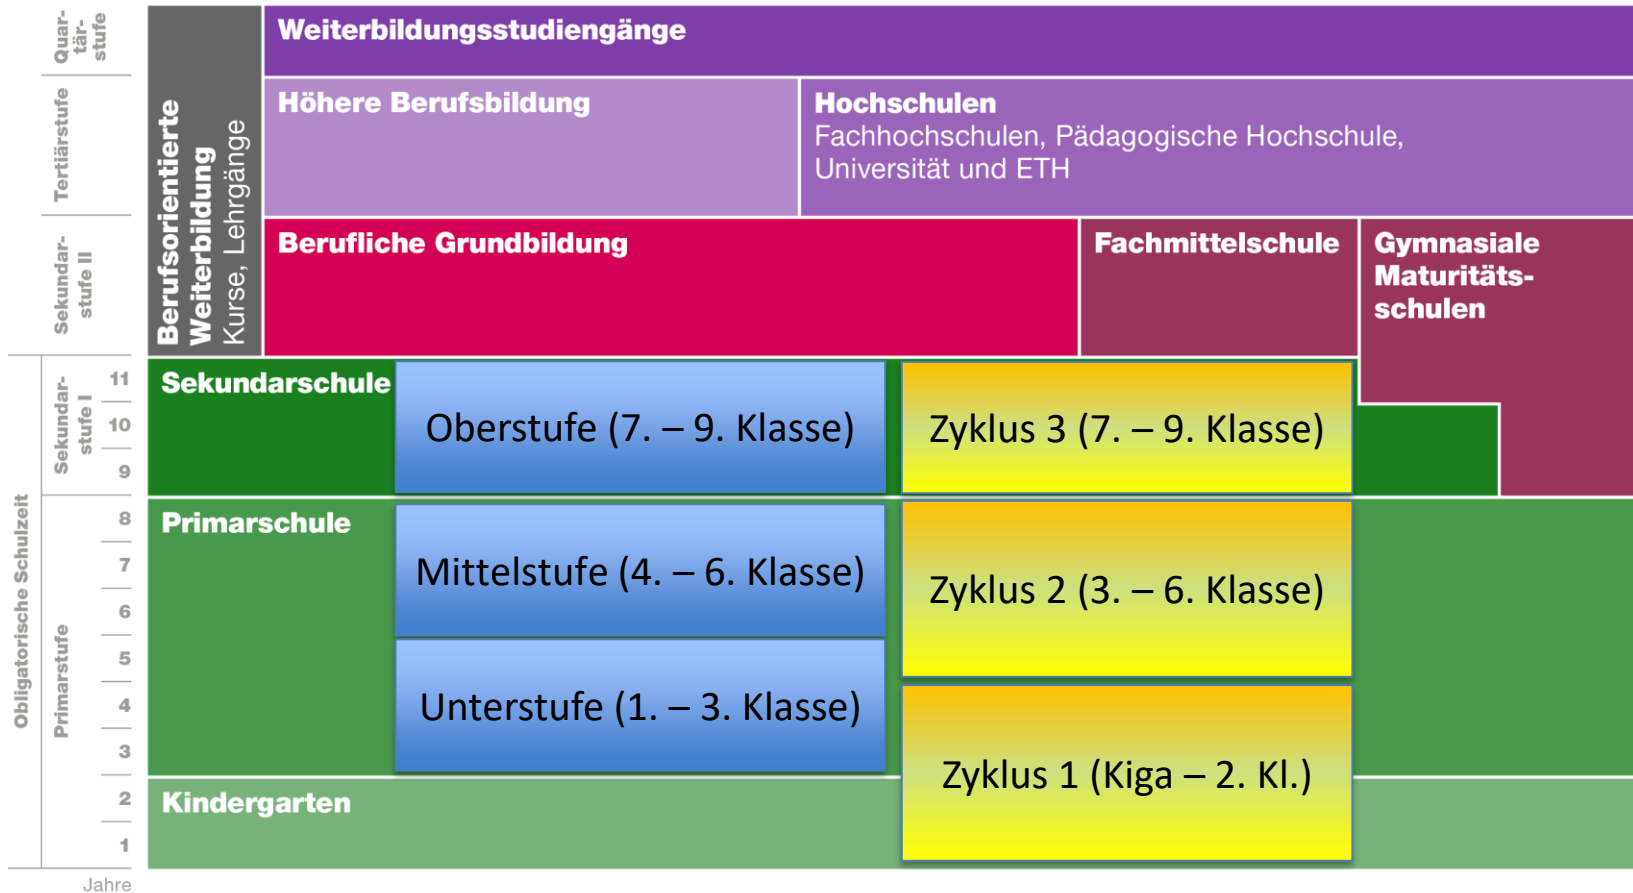 Quar-
tär-
stufe
Weiterbildungsstudiengänge
Tertiärstufe
Berufsorientierte
Weiterbildung
Kurse, Lehrgänge
Höhere Berufsbildung
Hochschulen
Fachhochschulen, Pädagogische Hochschule,
Universität und ETH
Sekundar-
stufe II
Berufliche Grundbildung
Fachmittelschule
Gymnasiale
Maturitäts-
schulen
Obligatorische Schulzeit
Sekundar-
stufe I
11
10
9
Sekundarschule
Oberstufe (7. – 9. Klasse)
Zyklus 3 (7. – 9. Klasse)
Primarstufe
8
7
6
5
4
3
2
1
Primarschule
Mittelstufe (4. – 6. Klasse)
Zyklus 2 (3. – 6. Klasse)
Unterstufe (1. – 3. Klasse)
Zyklus 1 (Kiga – 2. Kl.)
Kindergarten
Jahre